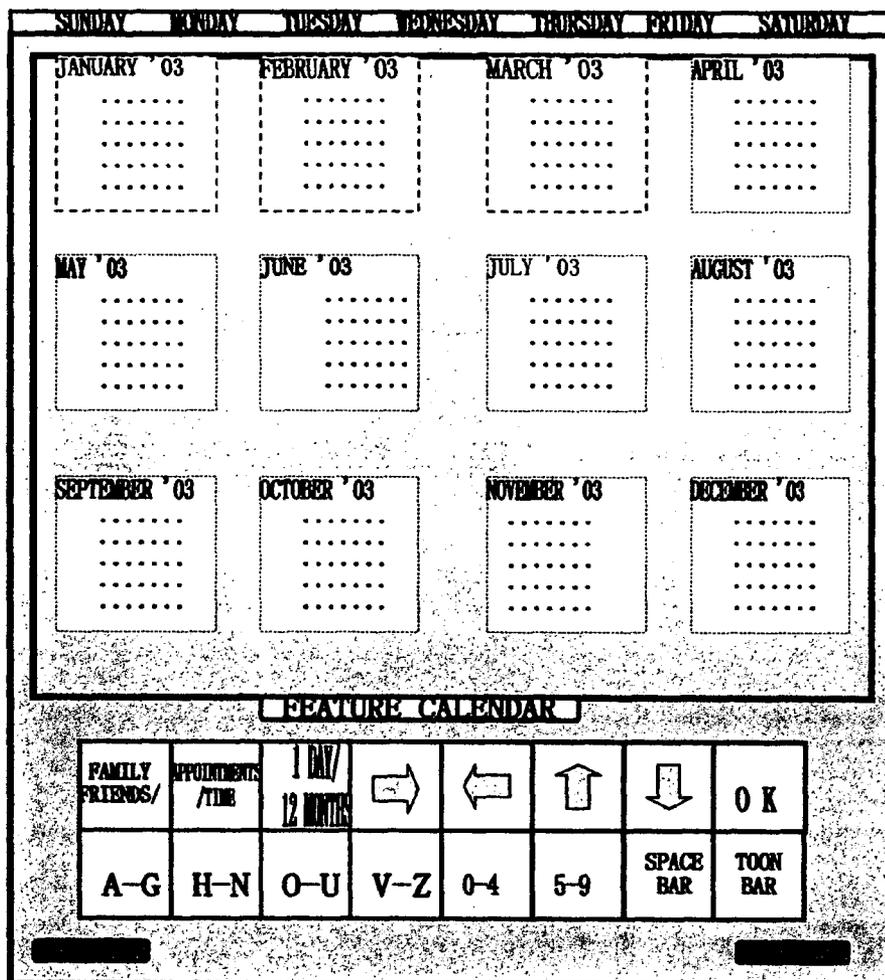 SUNDAY MONDAY TUESDAY WEDNESDAY THURSDAY FRIDAY SATURDAY
JANUARY '03 FEBRUARY '03 MARCH '03 APRIL '03
MAY '03 JUNE '03 JULY '03 AUGUST '03
SEPTEMBER '03 OCTOBER '03 NOVEMBER '03 DECEMBER '03
FEATURE CALENDAR
FAMILY FRIENDS/
APPOINTMENTS /TIME
1 DAY/ 12 MONTHS
OK
A-G H-N O-U V-Z 0-4 5-9 SPACE BAR TOON BAR